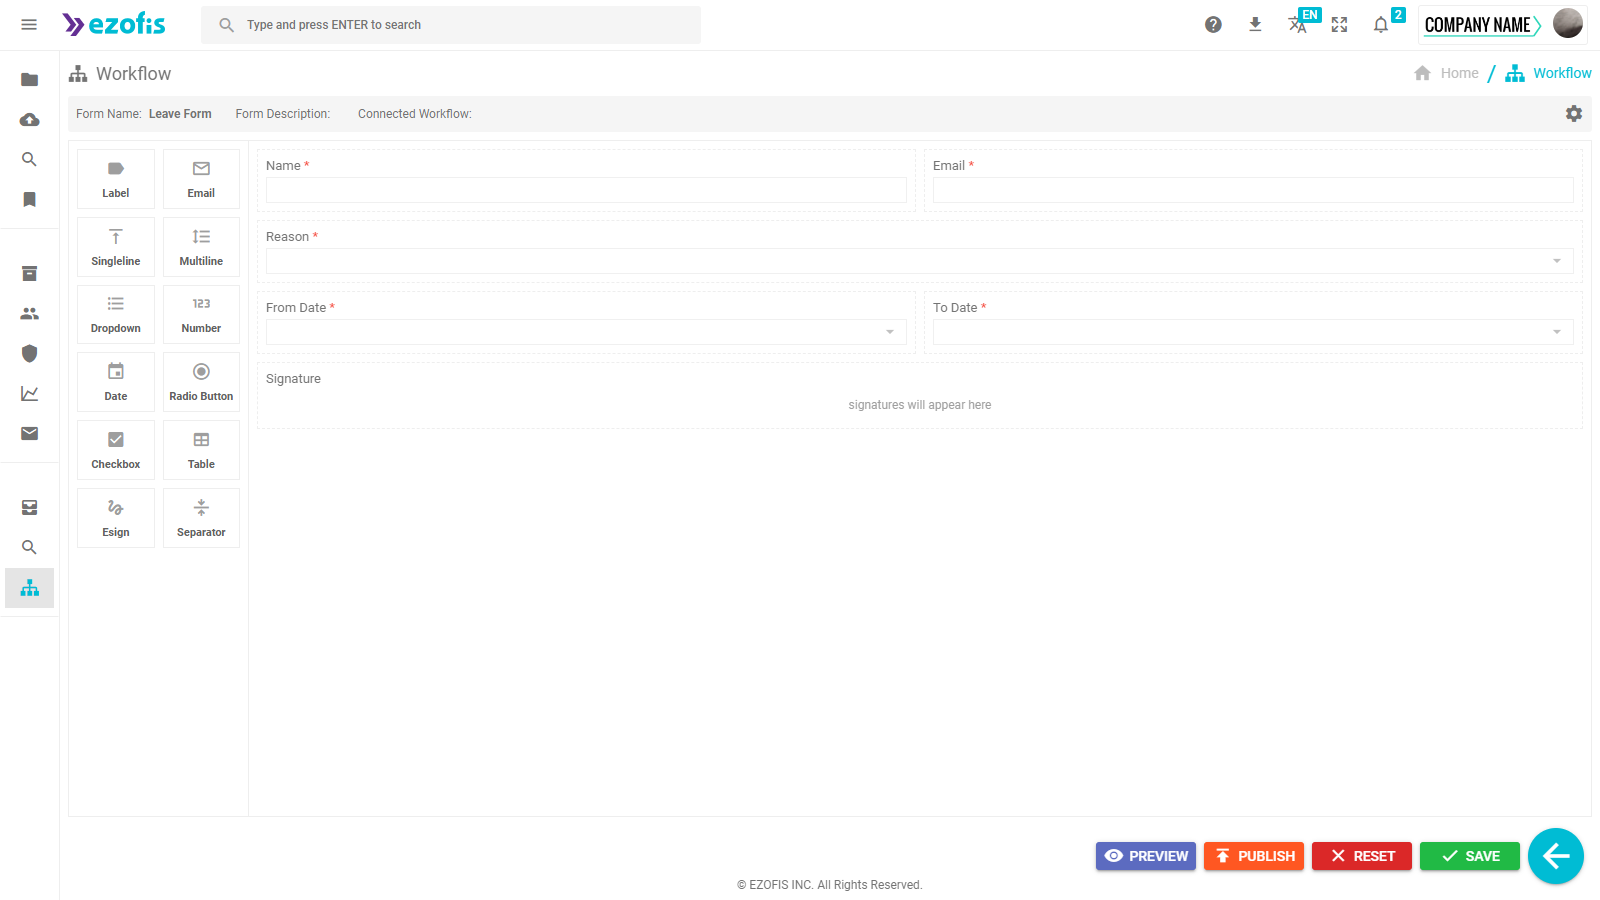 ezofis
Type and press ENTER to search
EN
2
COMPANY NAME
Workflow
Home / Workflow
Form Name: Leave Form Form Description: Connected Workflow:
Label
Email
Singleline
Multiline
Dropdown
123
Number
Date
Radio Button
Checkbox
Table
Esign
Separator
Name *
Email *
Reason *
From Date *
To Date *
Signature
signatures will appear here
PREVIEW
PUBLISH
RESET
SAVE
© EZOFIS INC. All Rights Reserved.